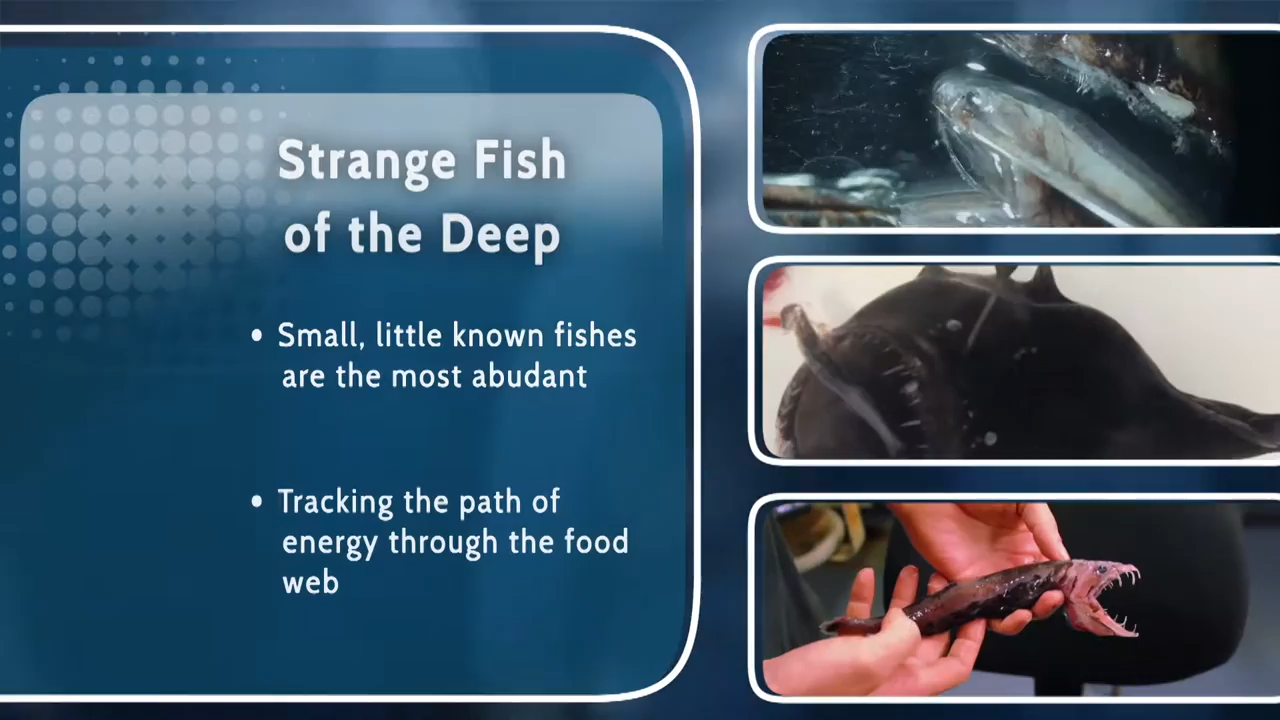 Strange Fish
of the Deep
• Small, little known fishes
are the most abudant
• Tracking the path of
energy through the food
web